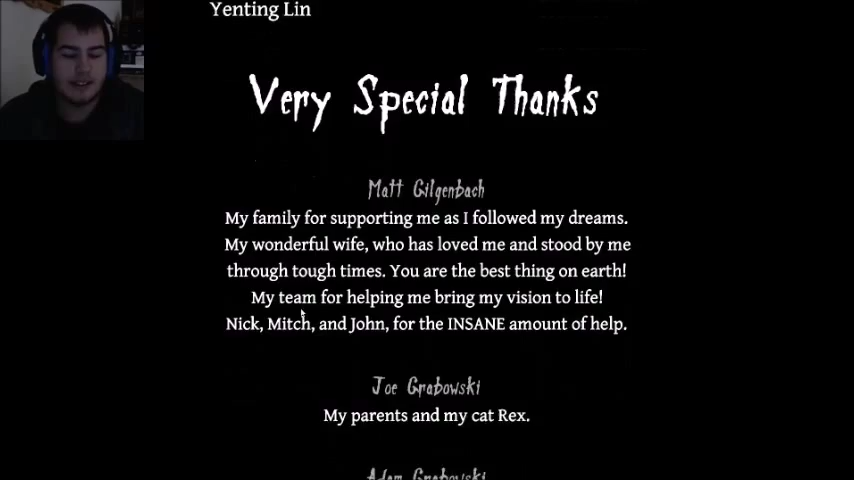 Yenting Lin
Very Special Thanks
Matt Gilgenbach
My family for supporting me as I followed my dreams.
My wonderful wife, who has loved me and stood by me
through tough times. You are the best thing on earth!
My team for helping me bring my vision to life!
Nick, Mitch, and John, for the INSANE amount of help.
Joe Grabowski
My parents and my cat Rex.
Adam Grabowski